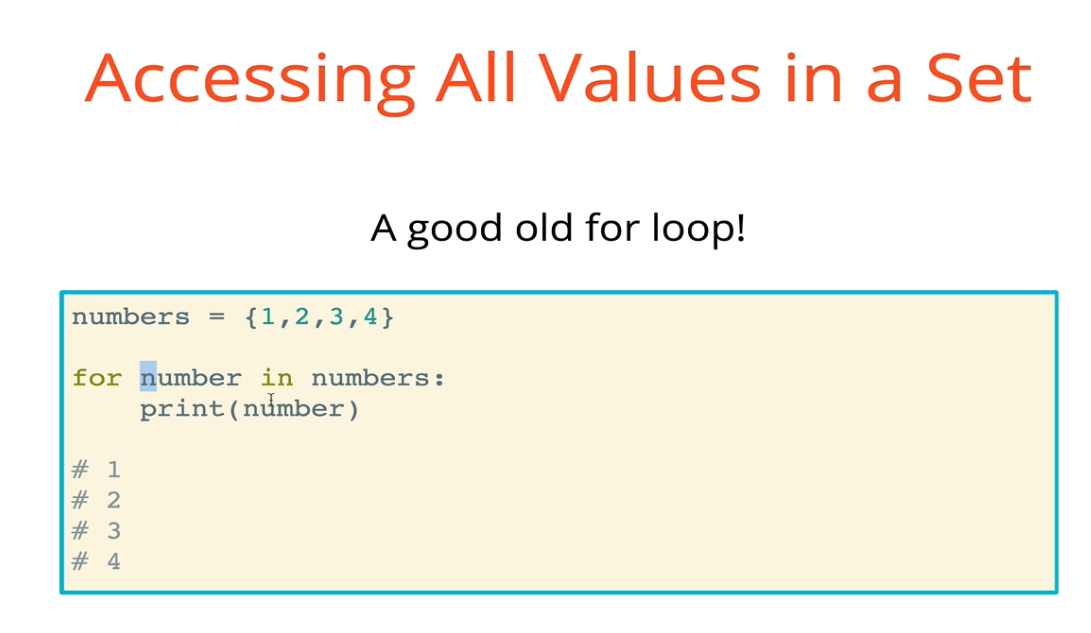 Accessing All Values in a Set
A good old for loop!
numbers = {1,2,3,4}
for number in numbers:
    print(number)
# 1
# 2
# 3
# 4